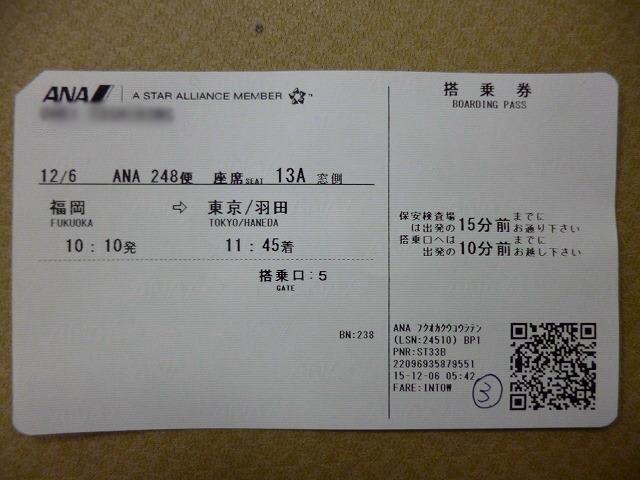 ANA A STAR ALLIANCE MEMBER ™
12/6 ANA 248便 座席SEAT 13A 窓側
福岡 ⇨ 東京/羽田
FUKUOKA TOKYO/HANEDA
10:10発 11:45着
搭乗口:5
GATE
BN:238
搭乗券
BOARDING PASS
保安検査場は出発の15分前までにお通り下さい
搭乗口へは出発の10分前までにお越し下さい
ANA フクオカクウコウシテン
(LSN:24510) BP1
PNR:ST33B
22096935879551
15-12-06 05:42
FARE:INTOW
3